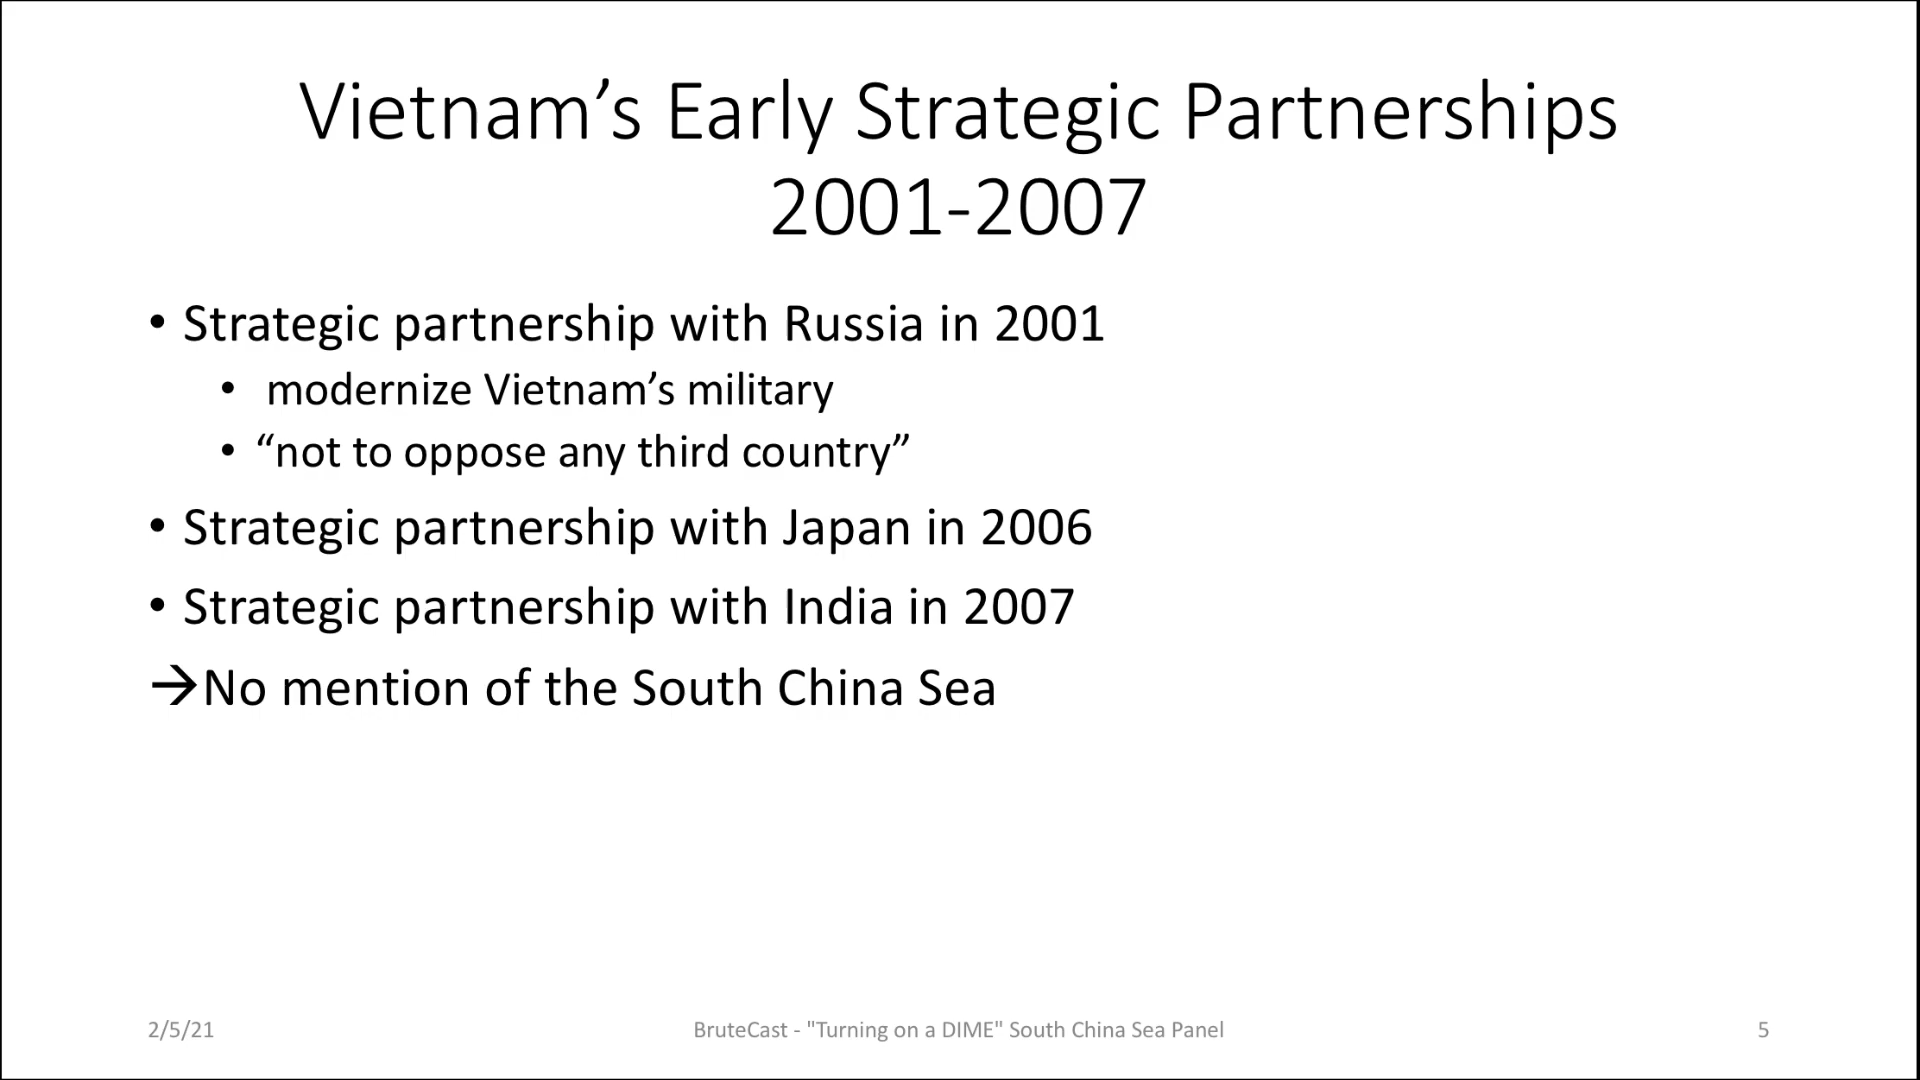 Vietnam’s Early Strategic Partnerships
2001-2007
• Strategic partnership with Russia in 2001
• modernize Vietnam’s military
• “not to oppose any third country”
• Strategic partnership with Japan in 2006
• Strategic partnership with India in 2007
→No mention of the South China Sea
2/5/21
BruteCast - "Turning on a DIME" South China Sea Panel
5